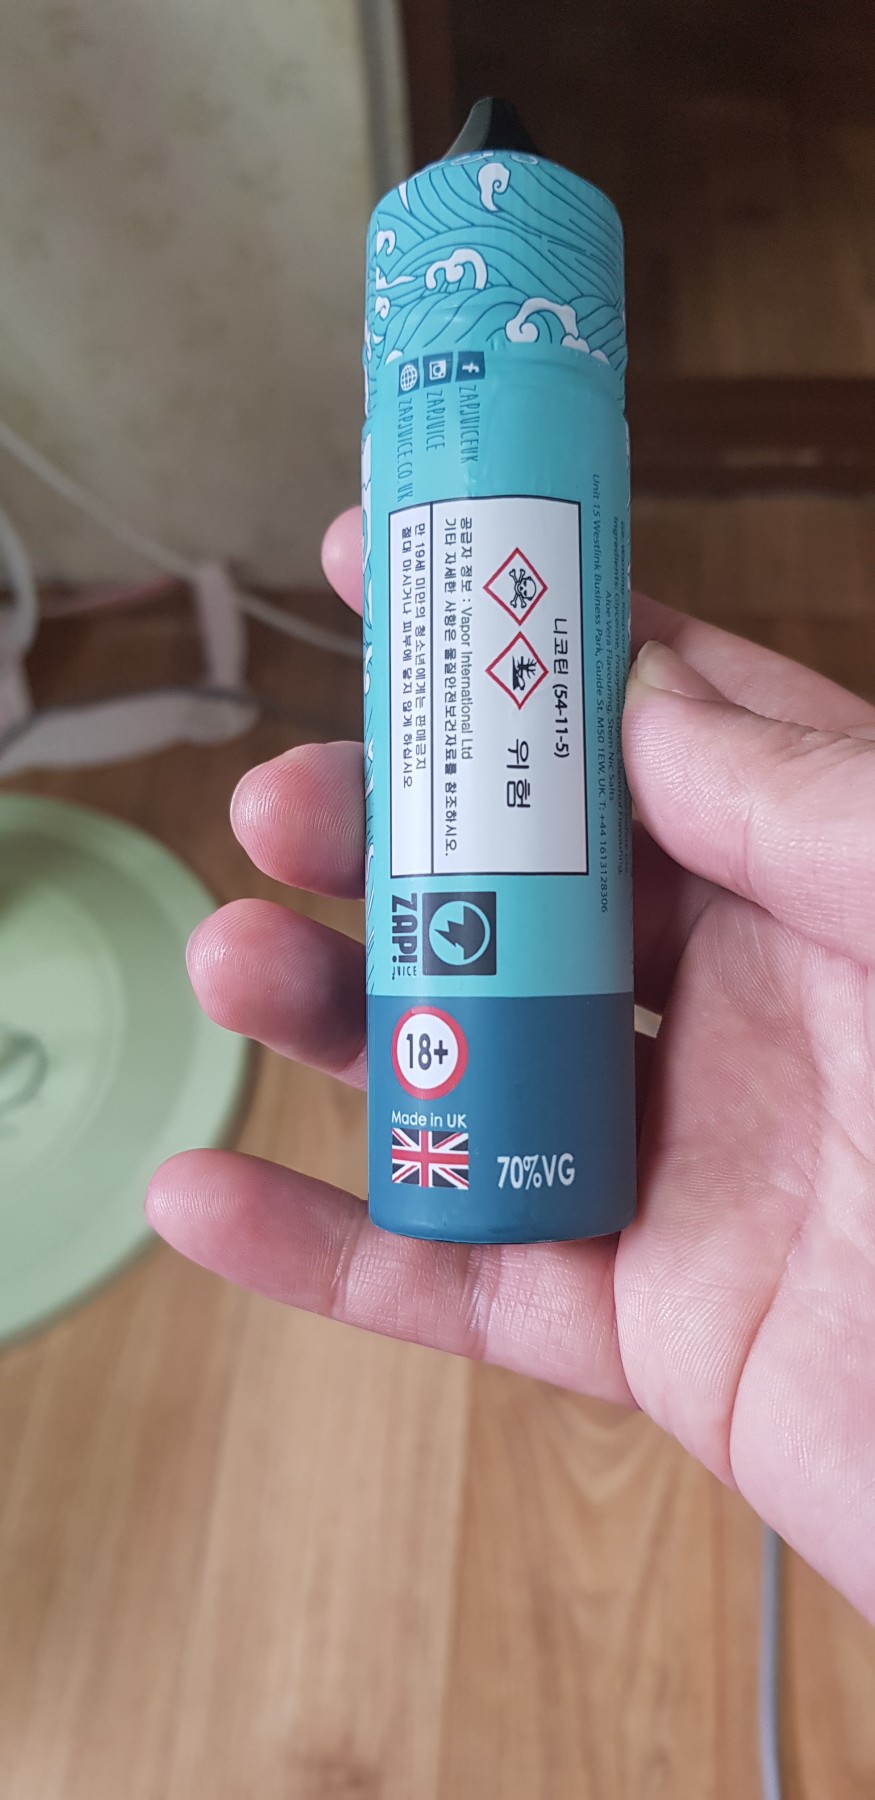 ZAPJUICEUK
ZAPJUICE
ZAPJUICE.CO.UK
Aloe Vera Flavouring, Stem Nic Salts
Unit 15 Westlink Business Park, Guide St. M50 1EW, UK. T: +44 1613128306
니코틴 (54-11-5)
위험
공급자 정보 : Vapor International Ltd
기타 자세한 사항은 물질안전보건자료를 참조하시오.
만 19세 미만의 청소년에게는 판매금지
절대 마시거나 피부에 닿지 않게 하십시오
ZAP!
JUICE
18+
Made in UK
70%VG